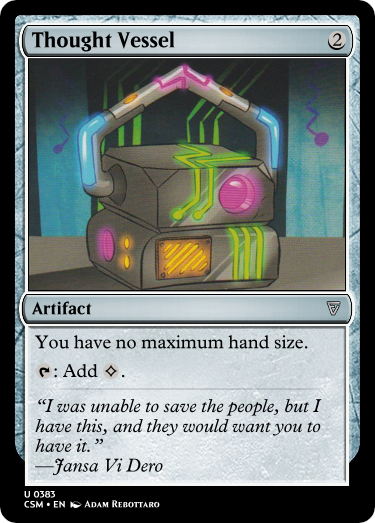 Thought Vessel 2
Artifact
You have no maximum hand size.
: Add .
“I was unable to save the people, but I
have this, and they would want you to
have it.”
—Jansa Vi Dero
U 0383
CSM • EN Adam Rebottaro